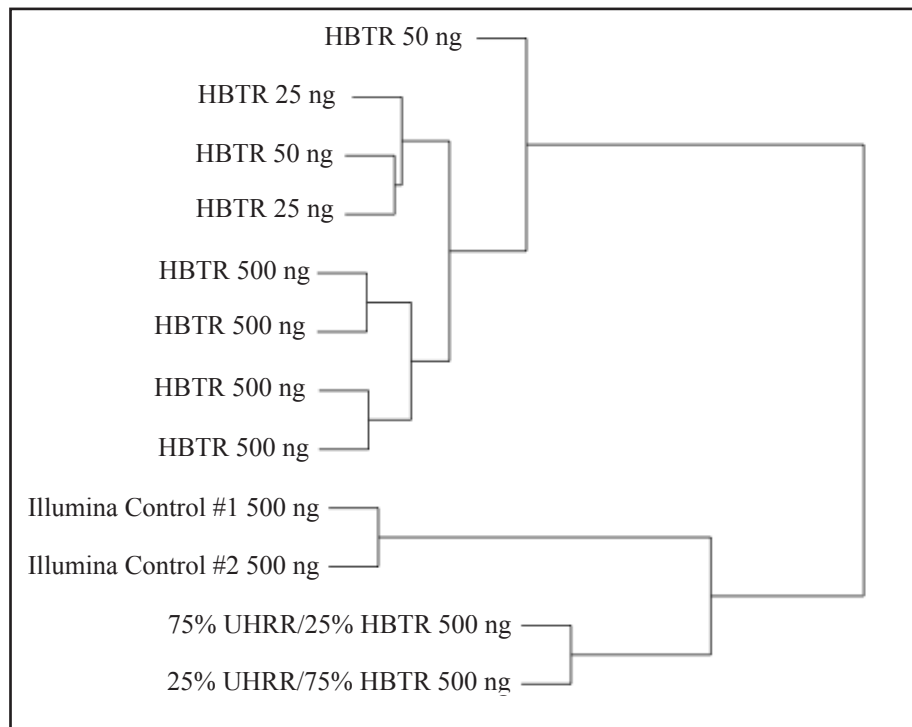 HBTR 50 ng
HBTR 25 ng
HBTR 50 ng
HBTR 25 ng
HBTR 500 ng
HBTR 500 ng
HBTR 500 ng
HBTR 500 ng
Illumina Control #1 500 ng
Illumina Control #2 500 ng
75% UHRR/25% HBTR 500 ng
25% UHRR/75% HBTR 500 ng